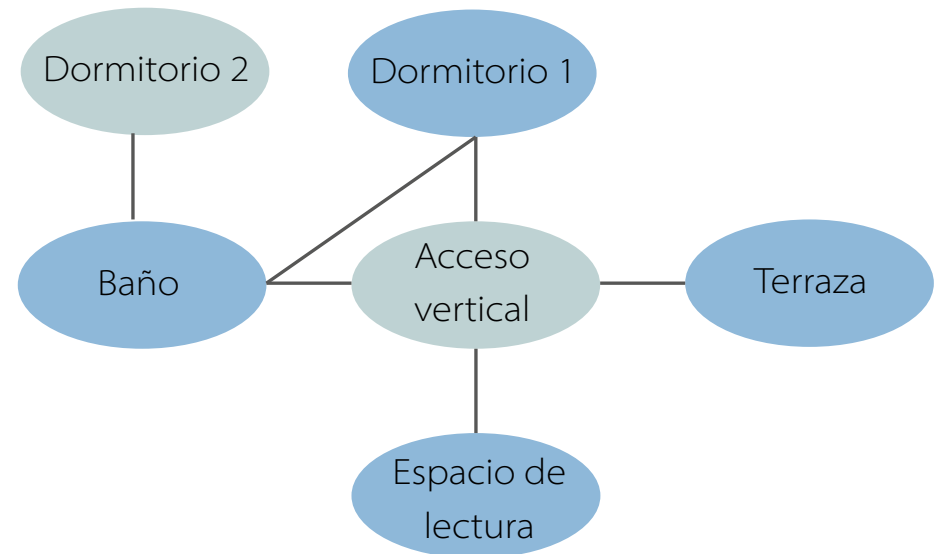 Dormitorio 2
Dormitorio 1
Baño
Acceso
vertical
Terraza
Espacio de
lectura